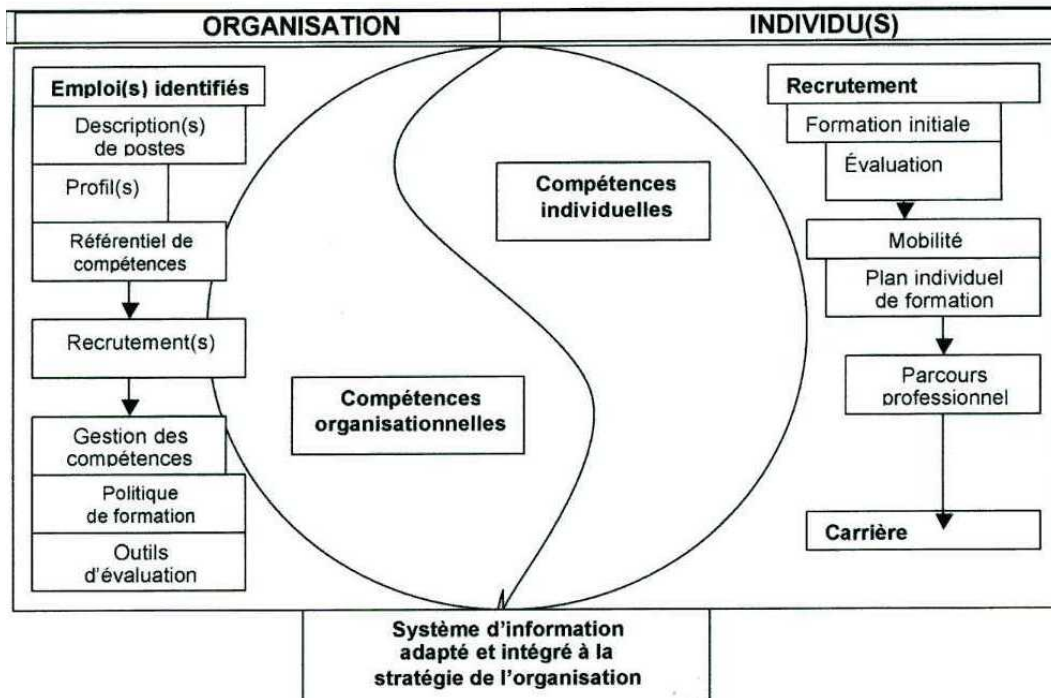 ORGANISATION
INDIVIDU(S)
Emploi(s) identifiés
Description(s)
de postes
Profil(s)
Référentiel de
compétences
Recrutement(s)
Gestion des
compétences
Politique
de formation
Outils
d'évaluation
Compétences
individuelles
Compétences
organisationnelles
Recrutement
Formation initiale
Évaluation
Mobilité
Plan individuel
de formation
Parcours
professionnel
Carrière
Système d'information
adapté et intégré à la
stratégie de l'organisation